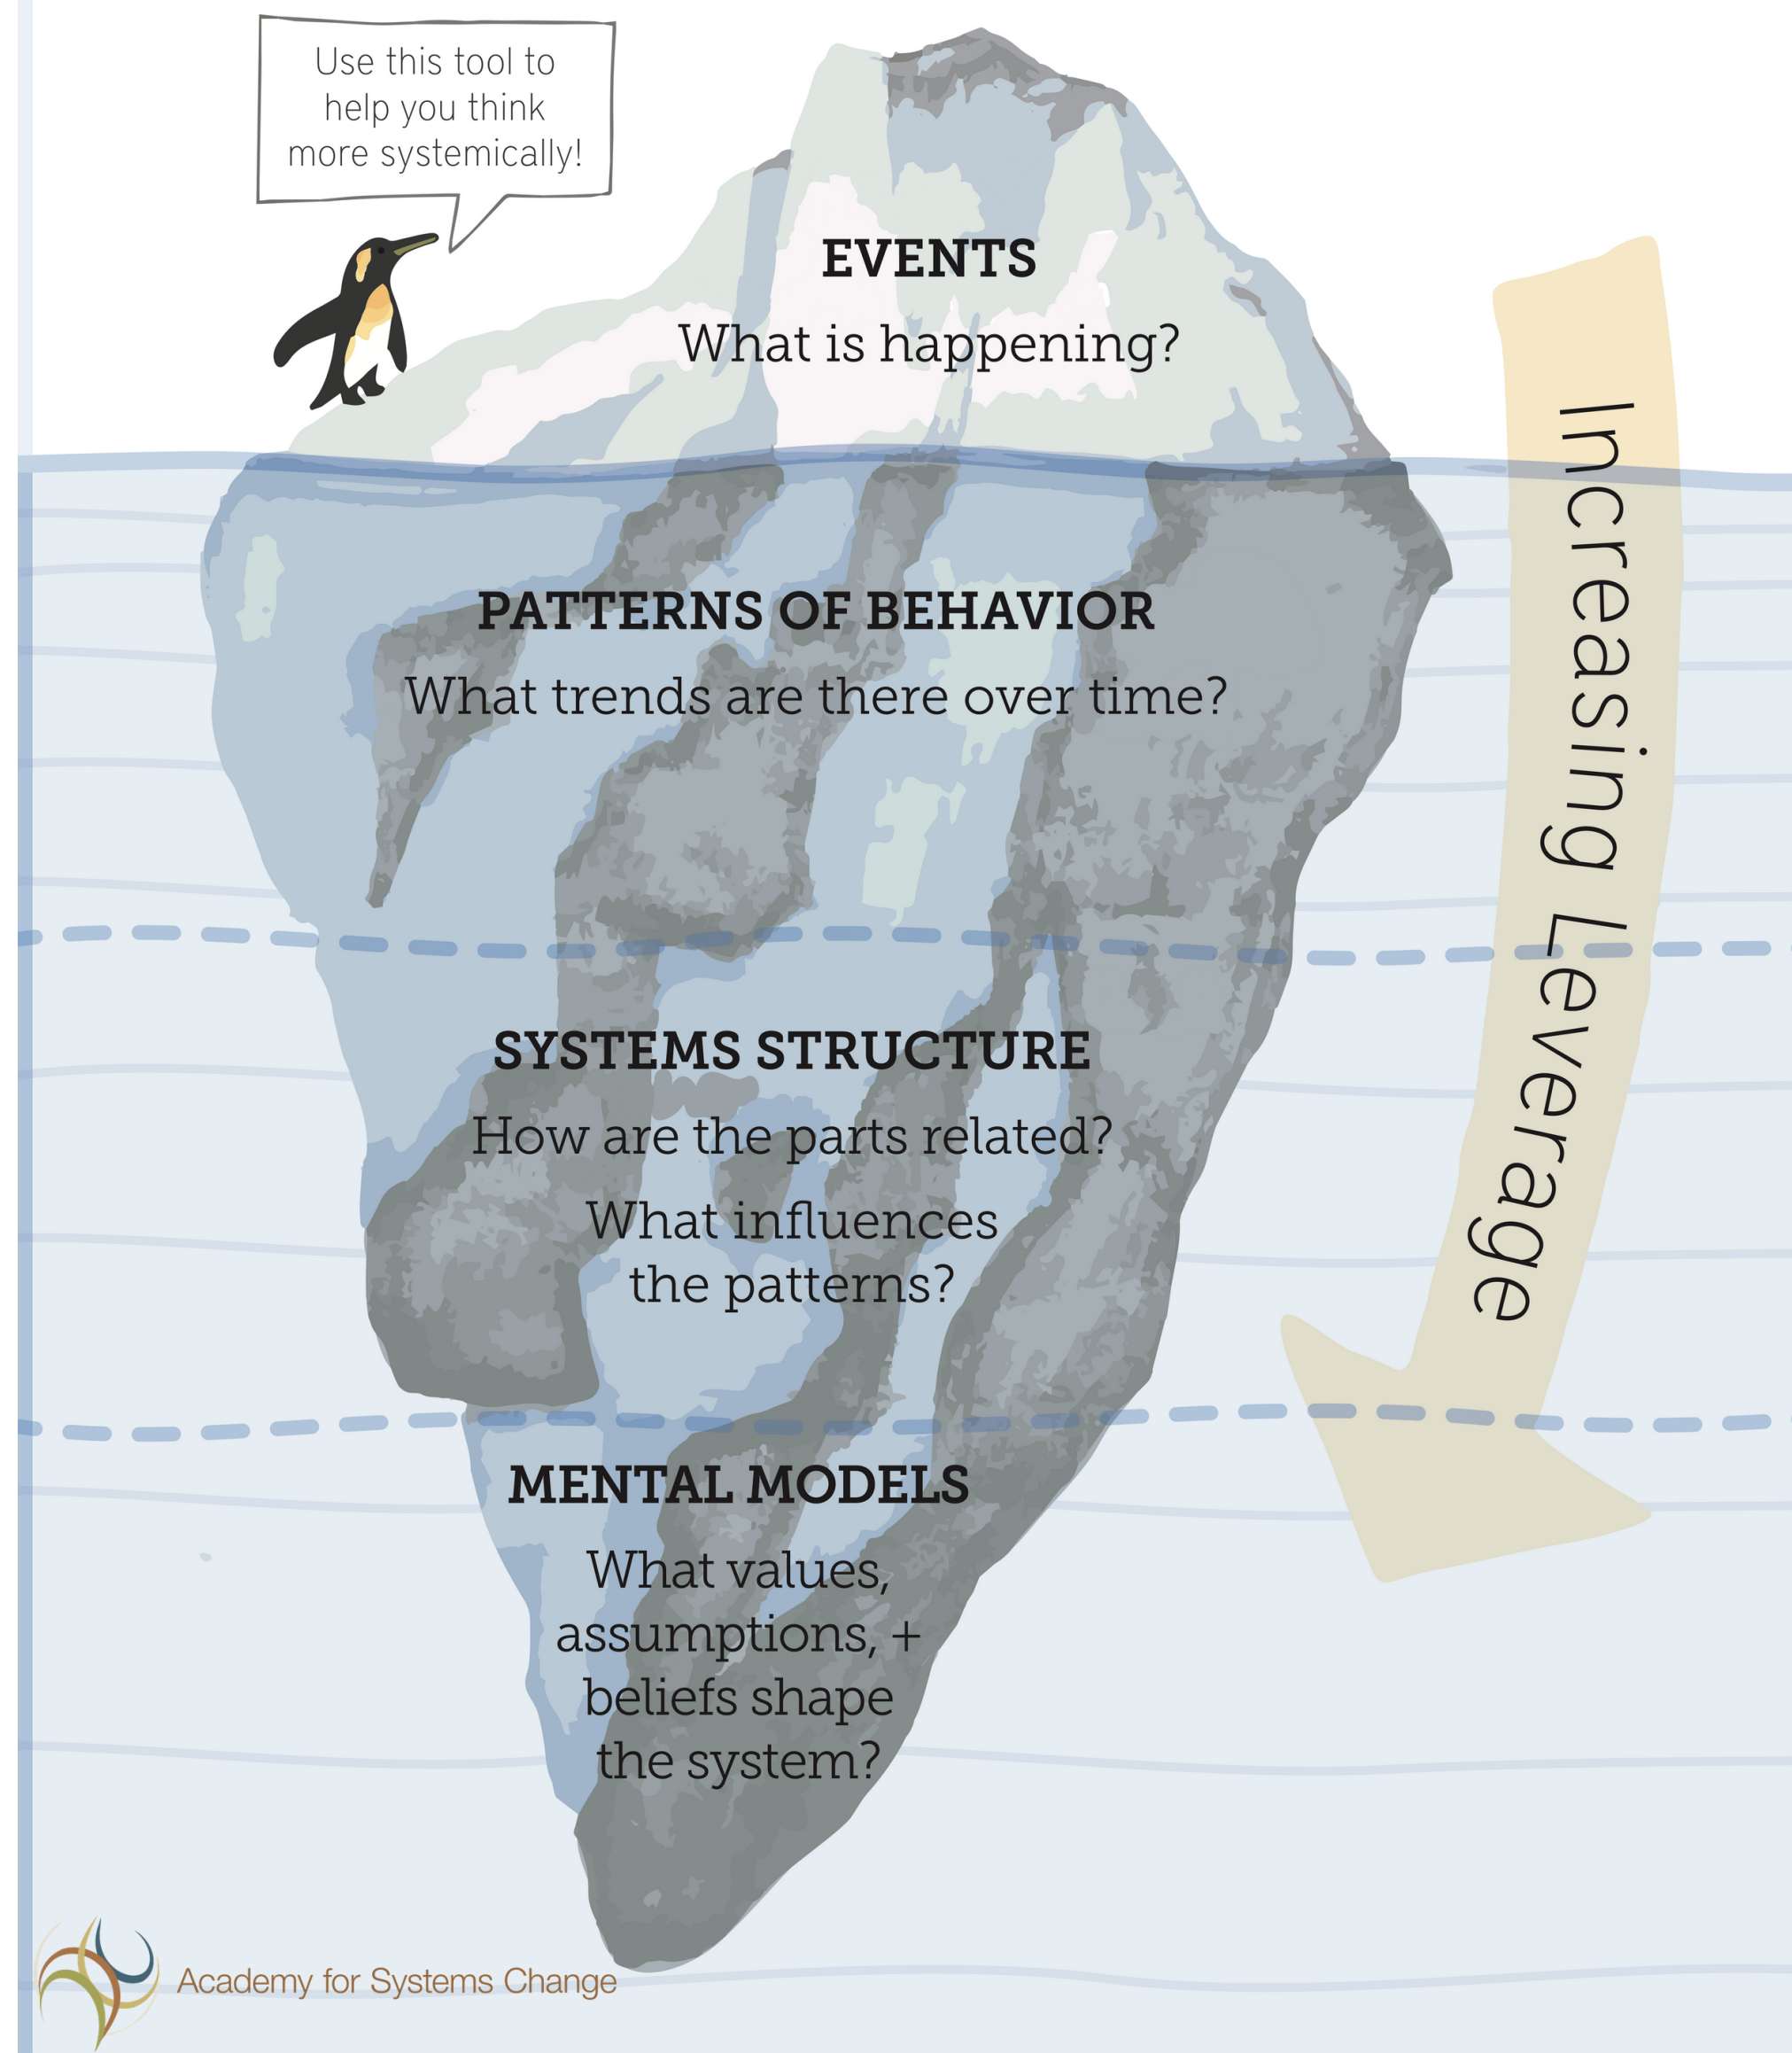 Use this tool to
help you think
more systemically!
EVENTS
What is happening?
PATTERNS OF BEHAVIOR
What trends are there over time?
SYSTEMS STRUCTURE
How are the parts related?
What influences
the patterns?
MENTAL MODELS
What values,
assumptions, +
beliefs shape
the system?
Increasing Leverage
Academy for Systems Change